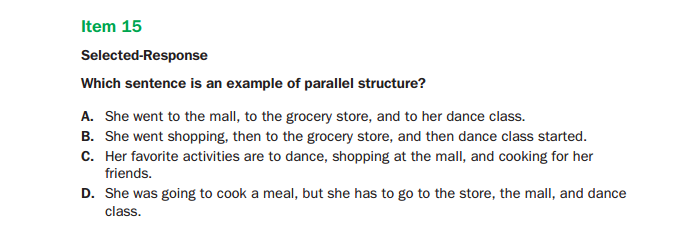 Item 15
Selected-Response
Which sentence is an example of parallel structure?
A. She went to the mall, to the grocery store, and to her dance class.
B. She went shopping, then to the grocery store, and then dance class started.
C. Her favorite activities are to dance, shopping at the mall, and cooking for her
friends.
D. She was going to cook a meal, but she has to go to the store, the mall, and dance
class.